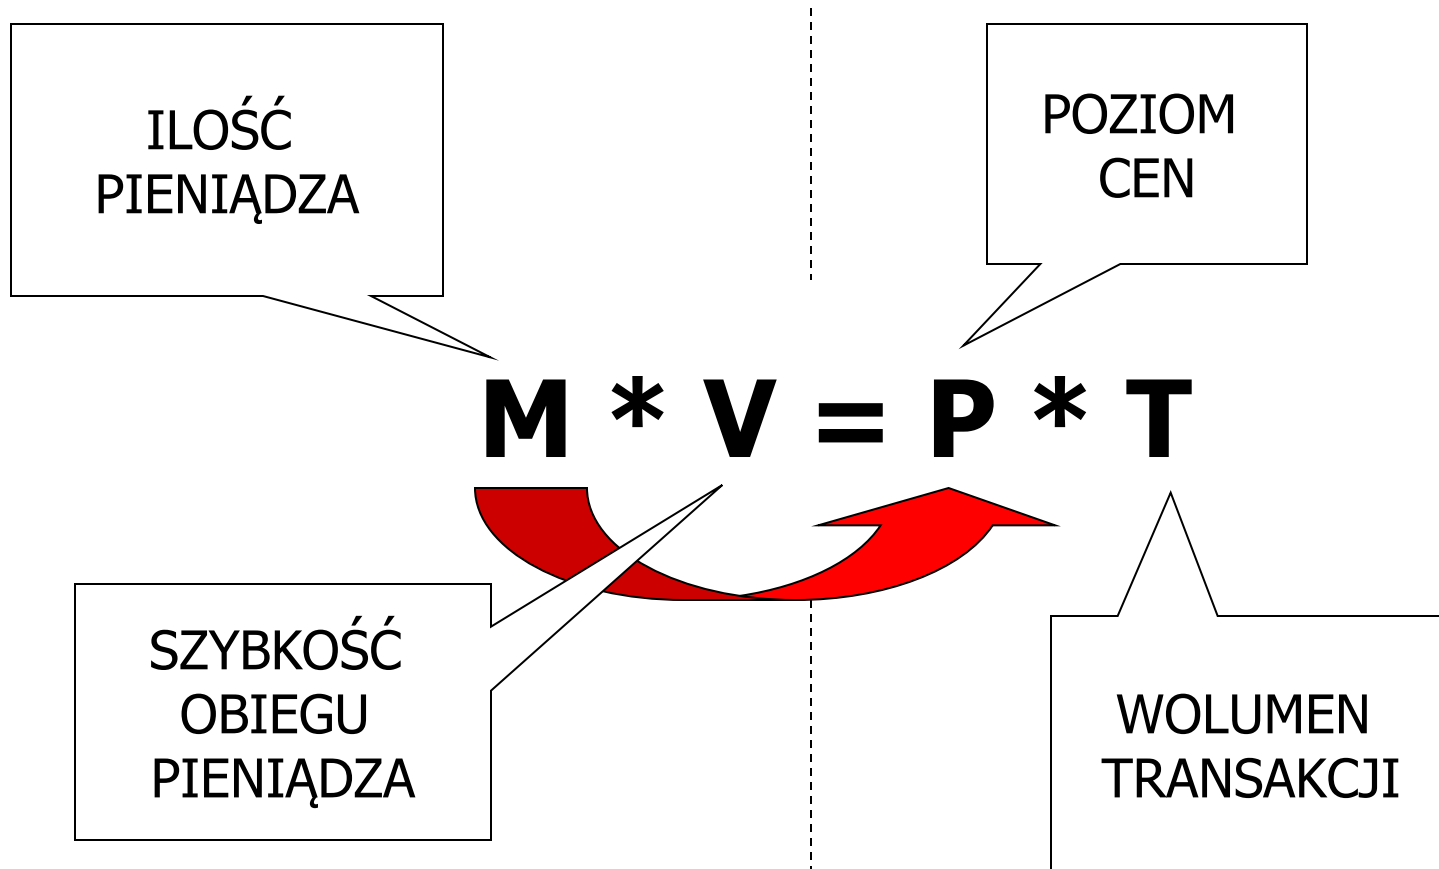 ILOŚĆ
PIENIĄDZA
POZIOM
CEN
M * V = P * T
SZYBKOŚĆ
OBIEGU
PIENIĄDZA
WOLUMEN
TRANSAKCJI